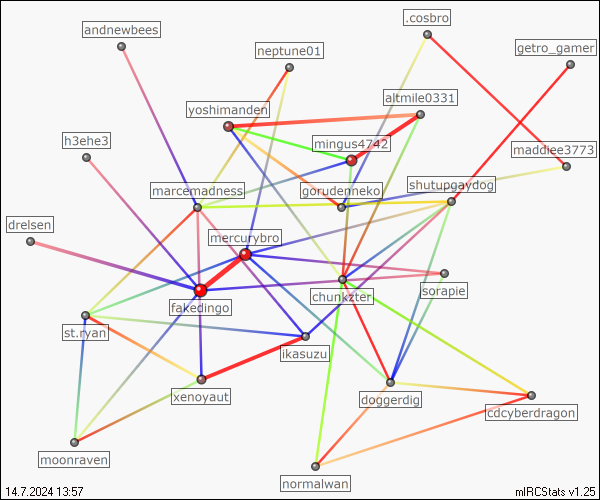 .cosbro
andnewbees
neptune01
getro_gamer
altmile0331
yoshimanden
h3ehe3
mingus4742
maddiee3773
marcemadness
gorudenneko
shutupgaydog
drelsen
mercurybro
fakedingo
chunkzter
sorapie
st.ryan
ikasuzu
xenoyaut
doggerdig
cdcyberdragon
moonraven
normalwan
14.7.2024 13:57
mIRCStats v1.25